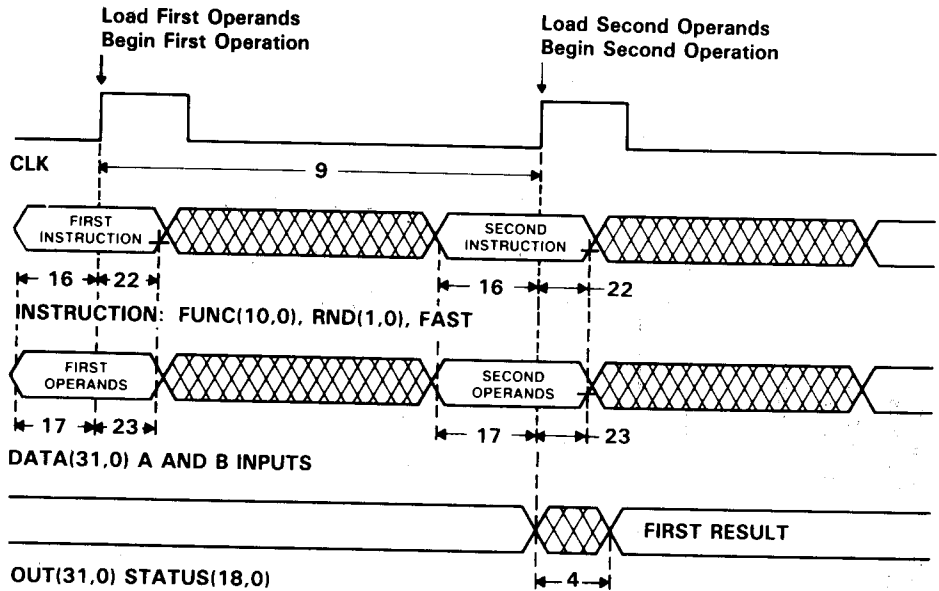 Load First Operands
Begin First Operation
Load Second Operands
Begin Second Operation
CLK
9
FIRST
INSTRUCTION
SECOND
INSTRUCTION
16
22
16
22
INSTRUCTION: FUNC(10,0), RND(1,0), FAST
FIRST
OPERANDS
SECOND
OPERANDS
17
23
17
23
DATA(31,0) A AND B INPUTS
FIRST RESULT
4
OUT(31,0) STATUS(18,0)